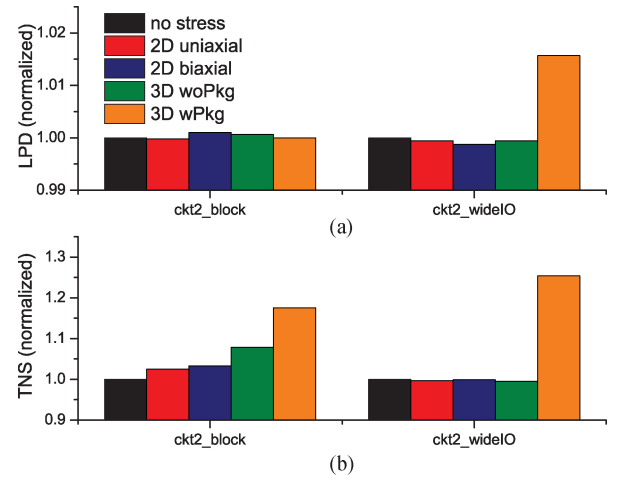 LPD (normalized)
1.02
1.01
1.00
0.99
no stress
2D uniaxial
2D biaxial
3D woPkg
3D wPkg
ckt2_block
ckt2_wideIO
(a)
TNS (normalized)
1.3
1.2
1.1
1.0
0.9
ckt2_block
ckt2_wideIO
(b)